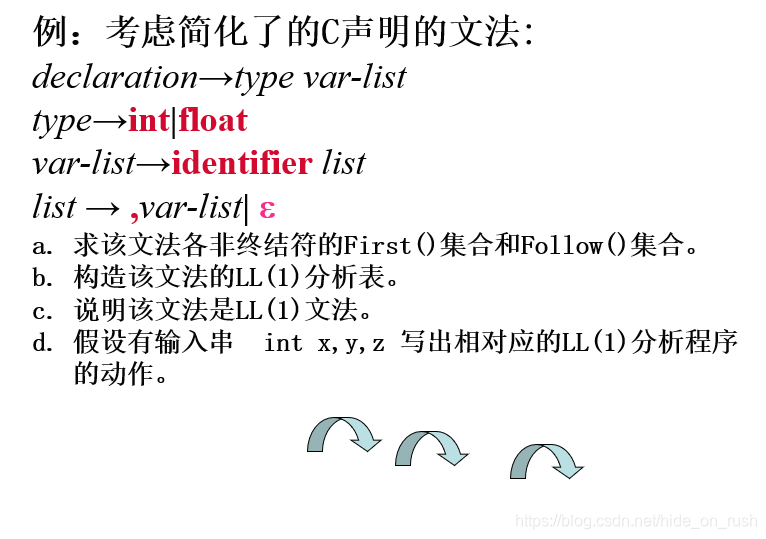 例：考虑简化了的C声明的文法：
declaration→type var-list
type→int|float
var-list→identifier list
list → ,var-list| ε
a. 求该文法各非终结符的First()集合和Follow()集合。
b. 构造该文法的LL(1)分析表。
c. 说明该文法是LL(1)文法。
d. 假设有输入串 int x,y,z 写出相对应的LL(1)分析程序
的动作。
https://blog.csdn.net/hide_on_rush